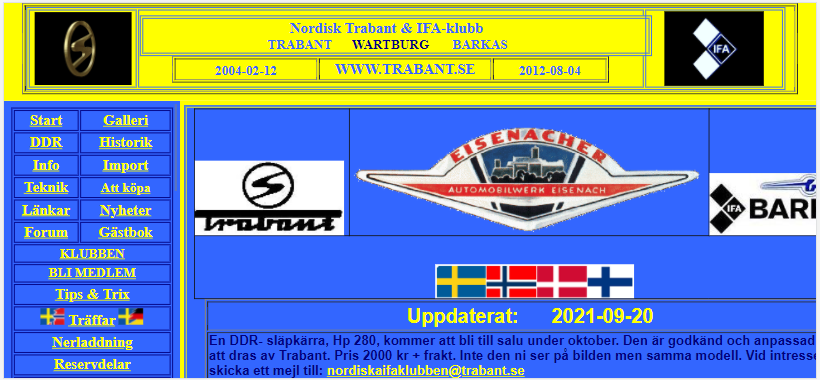 Nordisk Trabant & IFA-klubb
TRABANT WARTBURG BARKAS
2004-02-12 WWW.TRABANT.SE 2012-08-04
IFA
Start Galleri
DDR Historik
Info Import
Teknik Att köpa
Länkar Nyheter
Forum Gästbok
KLUBBEN
BLI MEDLEM
Tips & Trix
Träffar
Nerladdning
Reservdelar
Trabant
EISENACHER
AUTOMOBILWERK EISENACH
IFA BAR
Uppdaterat: 2021-09-20
En DDR- släpkärra, Hp 280, kommer att bli till salu under oktober. Den är godkänd och anpassad
att dras av Trabant. Pris 2000 kr + frakt. Inte den ni ser på bilden men samma modell. Vid intresse
skicka ett mejl till: nordiskaifaklubben@trabant.se